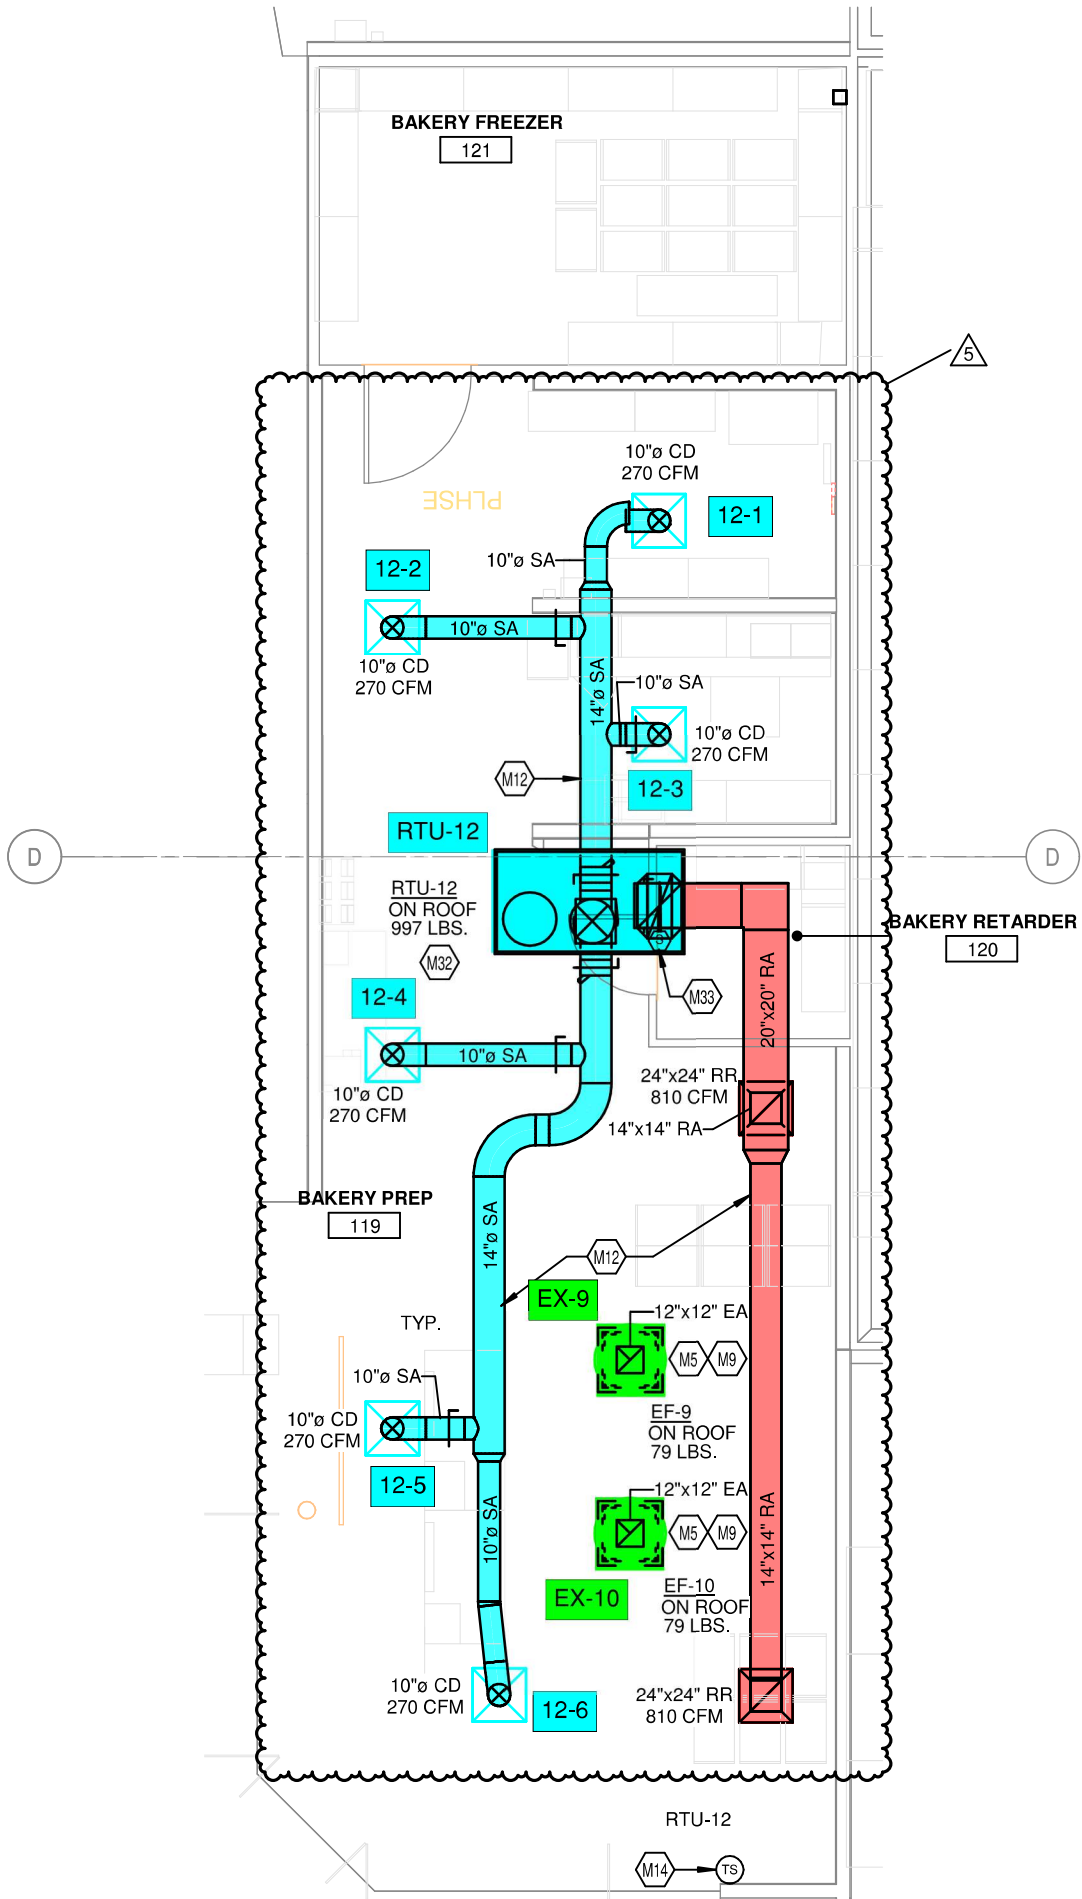 BAKERY FREEZER
121
5
10"ø CD
270 CFM
12-1
PLHSE
10"ø SA
12-2
10"ø SA
10"ø CD
270 CFM
14"ø SA
10"ø SA
10"ø CD
270 CFM
M12
12-3
RTU-12
D
D
RTU-12
ON ROOF
997 LBS.
BAKERY RETARDER
120
M32
S
M33
12-4
20"x20" RA
10"ø SA
10"ø CD
270 CFM
24"x24" RR
810 CFM
14"x14" RA
BAKERY PREP
119
14"ø SA
M12
EX-9
TYP.
12"x12" EA
M5
M9
10"ø SA
10"ø CD
270 CFM
EF-9
ON ROOF
79 LBS.
12-5
12"x12" EA
10"ø SA
M5
M9
14"x14" RA
EX-10
EF-10
ON ROOF
79 LBS.
10"ø CD
270 CFM
12-6
24"x24" RR
810 CFM
RTU-12
M14
TS